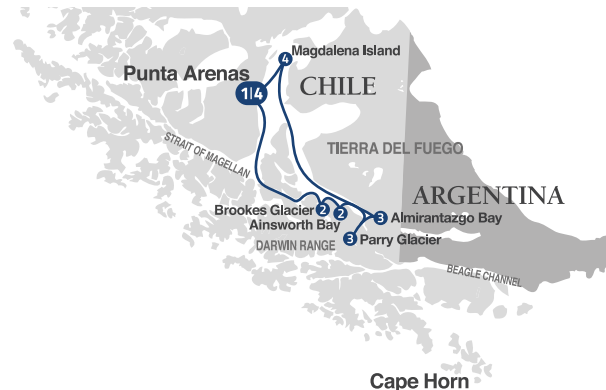 Magdalena Island
4
Punta Arenas
1|4
CHILE
STRAIT OF MAGELLAN
TIERRA DEL FUEGO
ARGENTINA
Brookes Glacier
2
2
3
Almirantazgo Bay
Ainsworth Bay
3
Parry Glacier
DARWIN RANGE
BEAGLE CHANNEL
Cape Horn